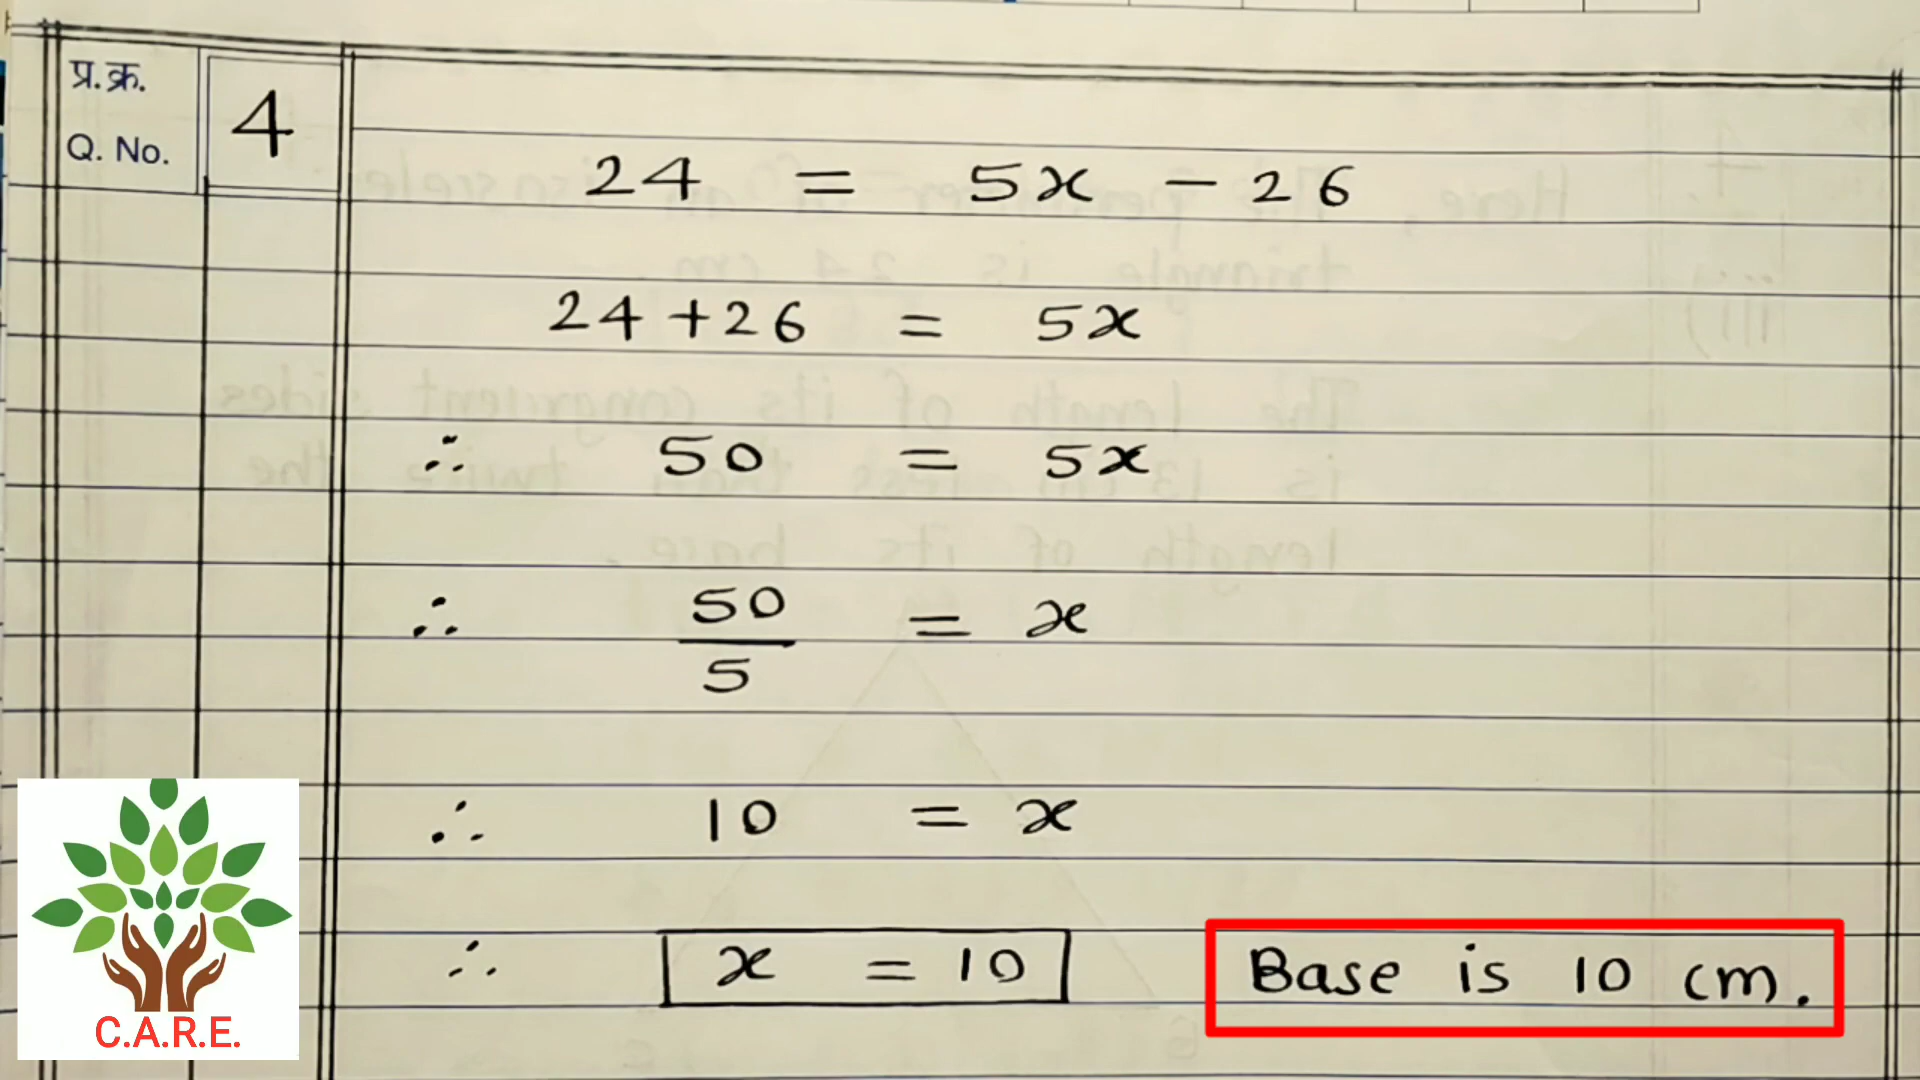 प्र.क्र.
Q. No.
4
24 = 5x - 26
24 + 26 = 5x
∴ 50 = 5x
∴ 50/5 = x
∴ 10 = x
∴ x = 10
Base is 10 cm.
C.A.R.E.